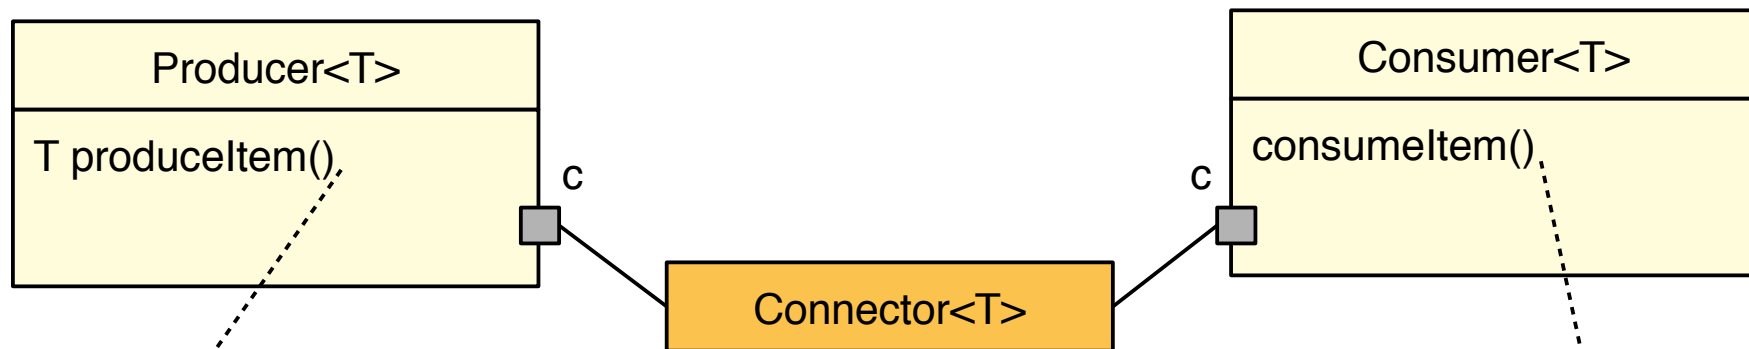 Producer<T>
T produceItem()
c
Consumer<T>
consumeItem()
c
Connector<T>